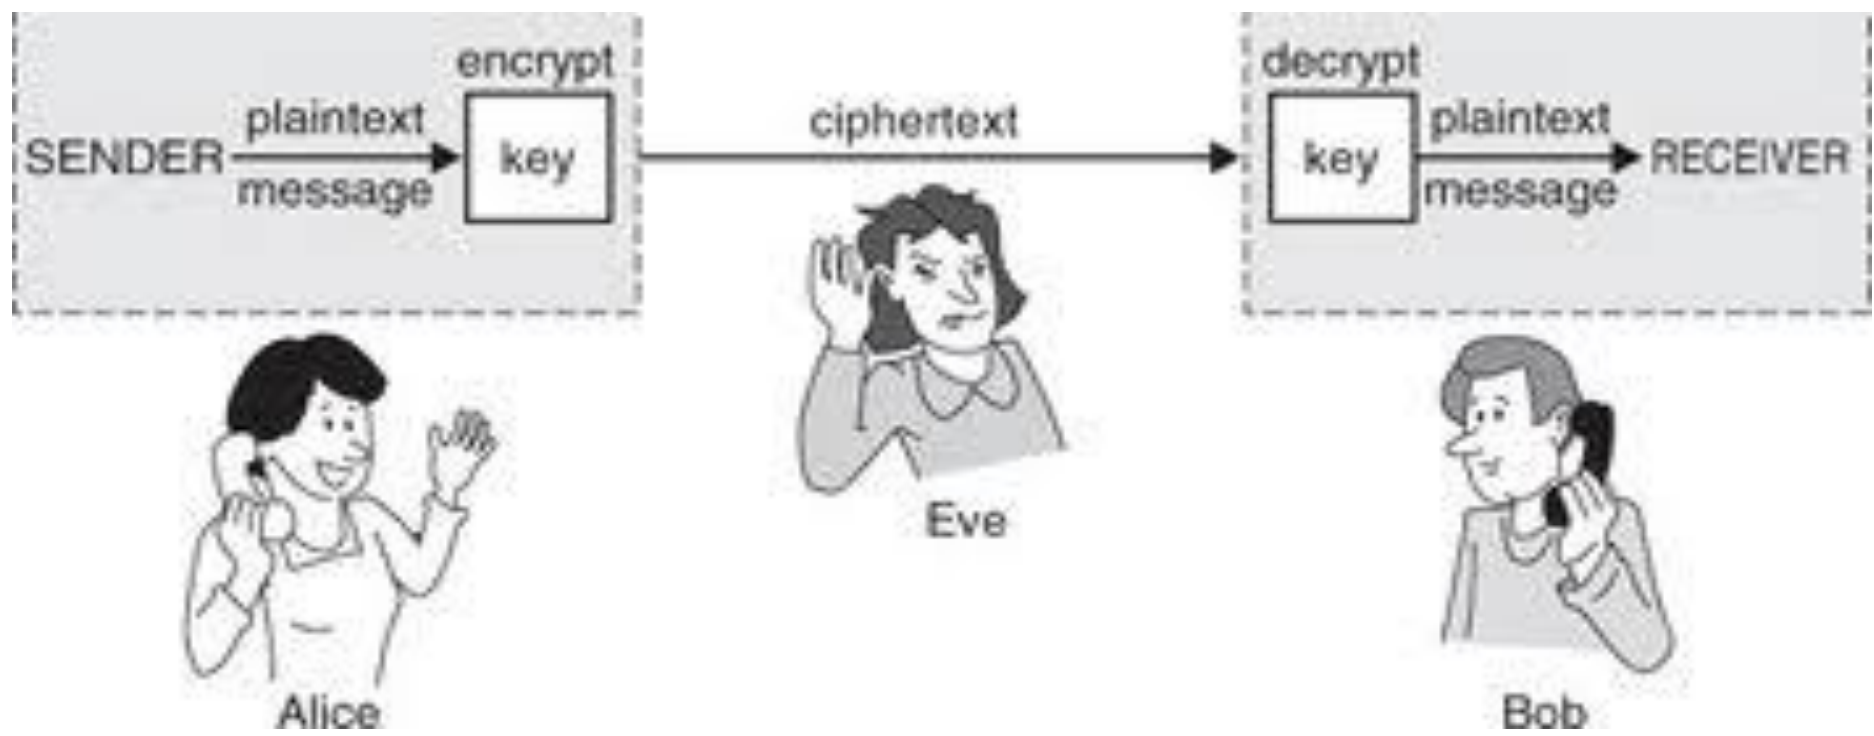 encrypt
plaintext
SENDER
key
message
ciphertext
decrypt
plaintext
key
RECEIVER
message
Eve
Alice
Bob